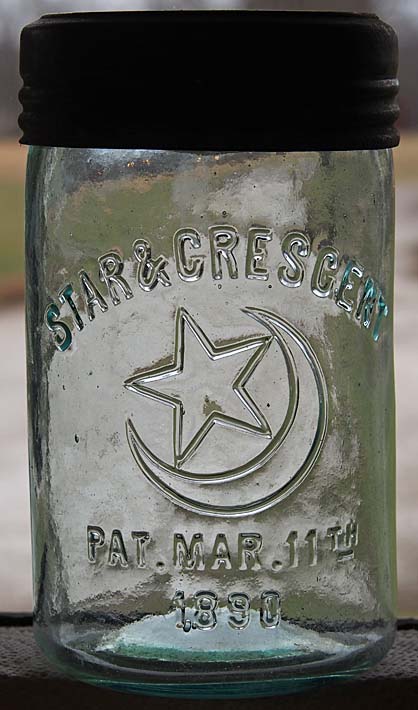 STAR & CRESCENT
PAT. MAR. 11TH
1890